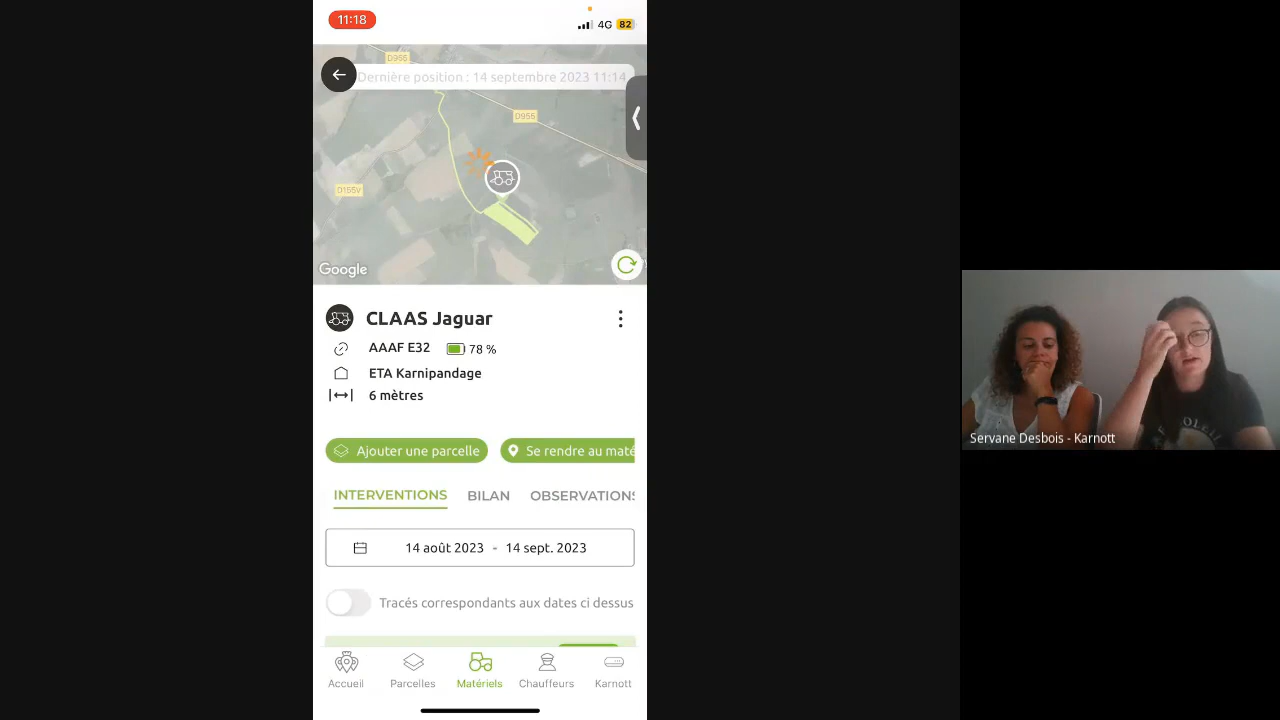 11:18
4G 82
D955
Dernière position : 14 septembre 2023 11:14
D955
D155V
Google
CLAAS Jaguar
AAAF E32 78 %
ETA Karnipandage
6 mètres
Ajouter une parcelle Se rendre au maté
INTERVENTIONS BILAN OBSERVATIONS
14 août 2023 - 14 sept. 2023
Tracés correspondants aux dates ci dessus
Accueil Parcelles Matériels Chauffeurs Karnott
Servane Desbois - Karnott